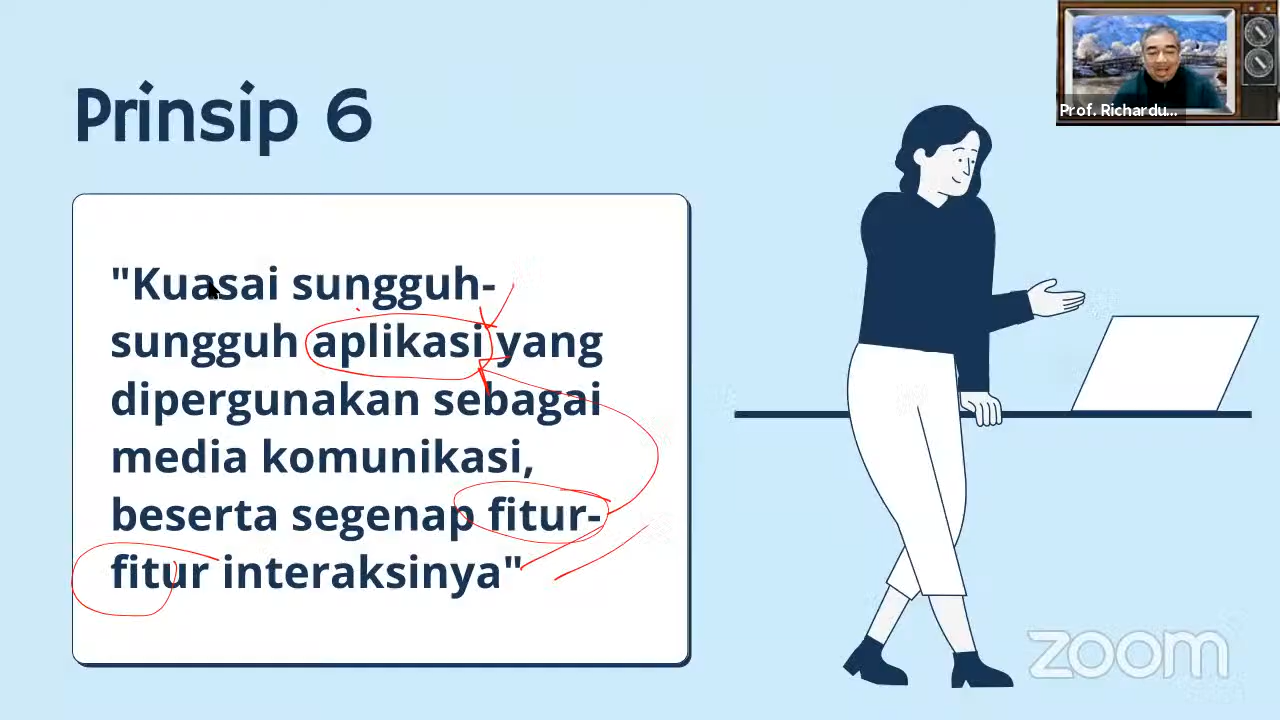 Prinsip 6
Prof. Richardu...
"Kuasai sungguh-
sungguh aplikasi yang
dipergunakan sebagai
media komunikasi,
beserta segenap fitur-
fitur interaksinya"
zoom